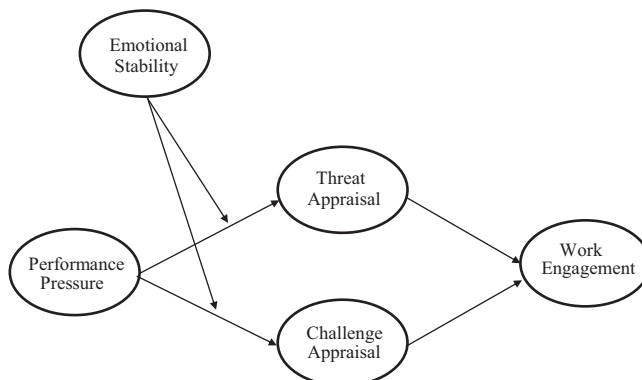 Emotional
Stability
Threat
Appraisal
Performance
Pressure
Work
Engagement
Challenge
Appraisal